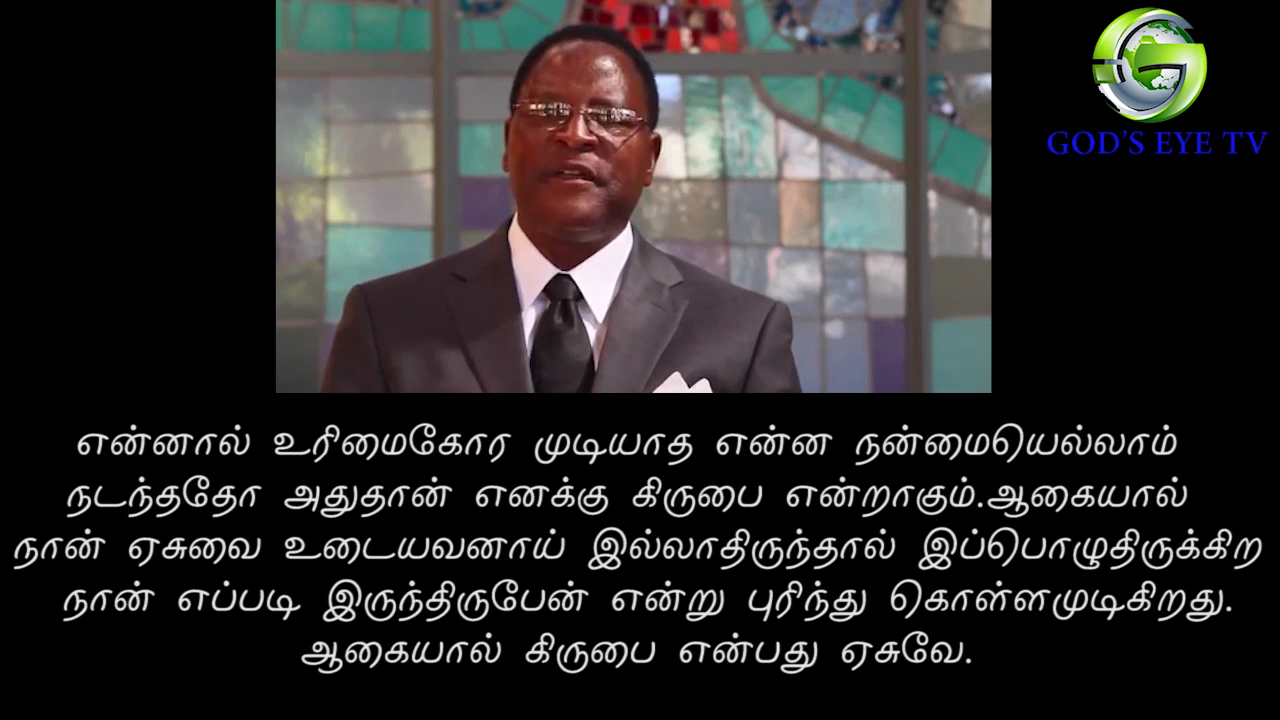 GOD'S EYE TV
என்னால் உரிமைகோர முடியாத என்ன நன்மையெல்லாம்
நடந்ததோ அதுதான் எனக்கு கிருபை என்றாகும்.ஆகையால்
நான் ஏசுவை உடையவனாய் இல்லாதிருந்தால் இப்பொழுதிருக்கிற
நான் எப்படி இருந்திருபேன் என்று புரிந்து கொள்ளமுடிகிறது.
ஆகையால் கிருபை என்பது ஏசுவே.